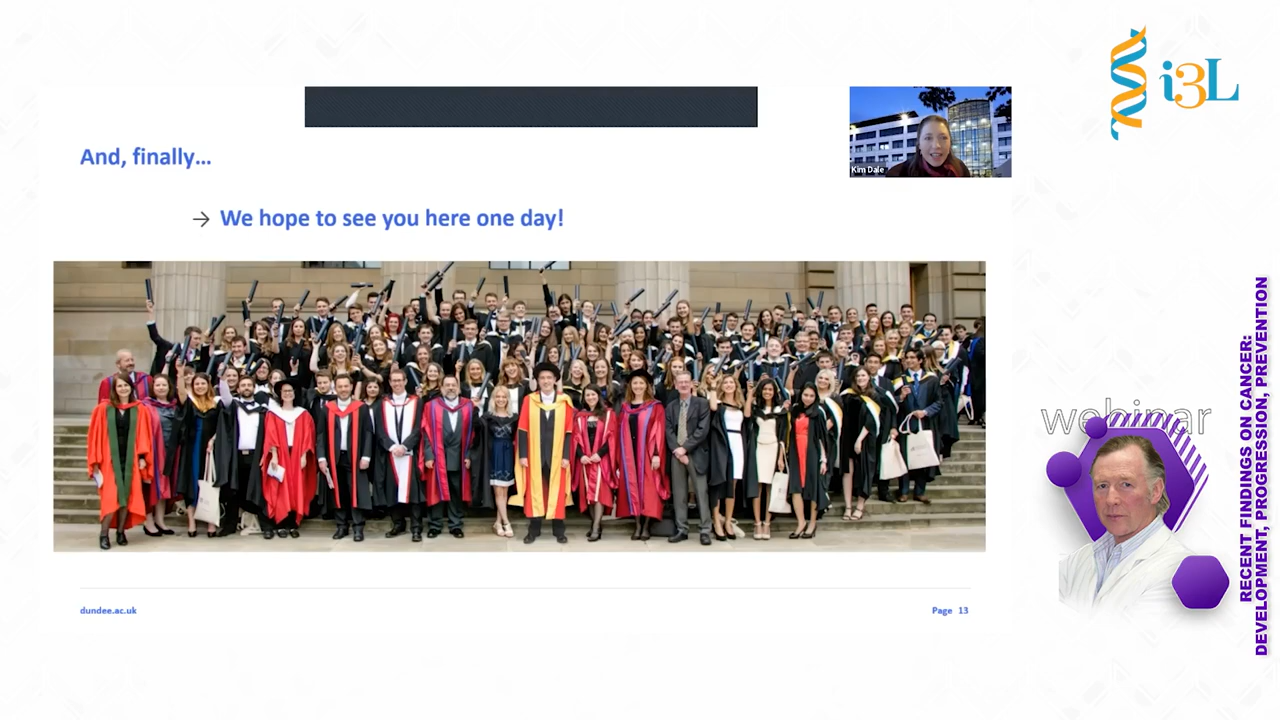 i3L
And, finally...
Kim Dale
→ We hope to see you here one day!
webinar
RECENT FINDINGS ON CANCER:
DEVELOPMENT, PROGRESSION, PREVENTION
dundee.ac.uk
Page 13